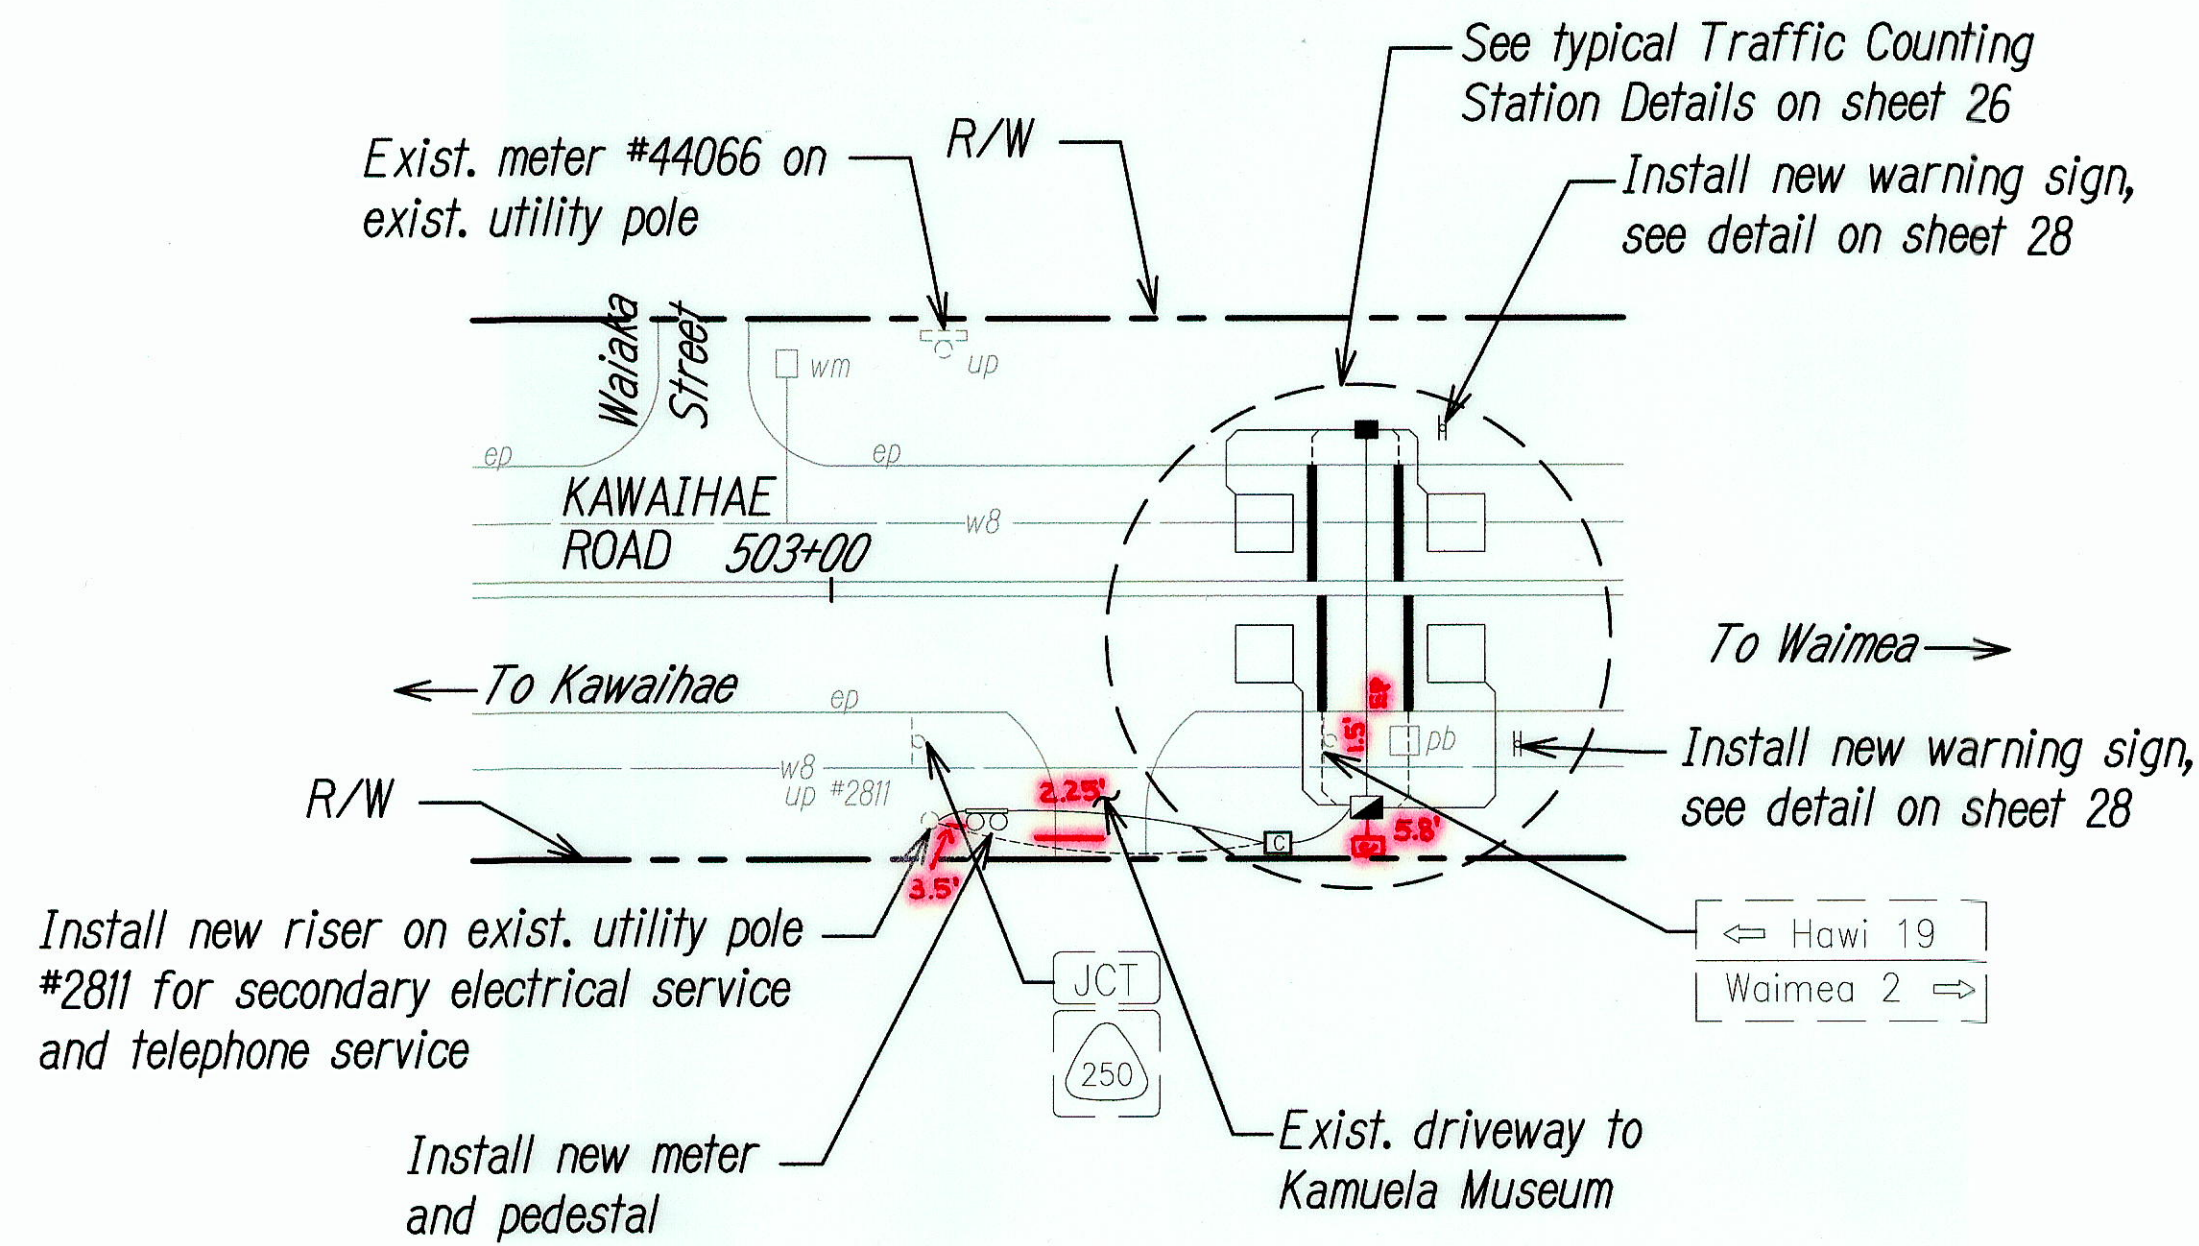 See typical Traffic Counting
Station Details on sheet 26
Exist. meter #44066 on
exist. utility pole
R/W
Install new warning sign,
see detail on sheet 28
Waiaka
Street
wm
up
ep
ep
KAWAIHAE
ROAD 503+00
w8
To Waimea
To Kawaihae
ep
EP
1.5'
pb
Install new warning sign,
see detail on sheet 28
w8
up #2811
2.25'
R/W
C
5.8'
3.5'
Install new riser on exist. utility pole
#2811 for secondary electrical service
and telephone service
Hawi 19
Waimea 2
JCT
250
Exist. driveway to
Kamuela Museum
Install new meter
and pedestal